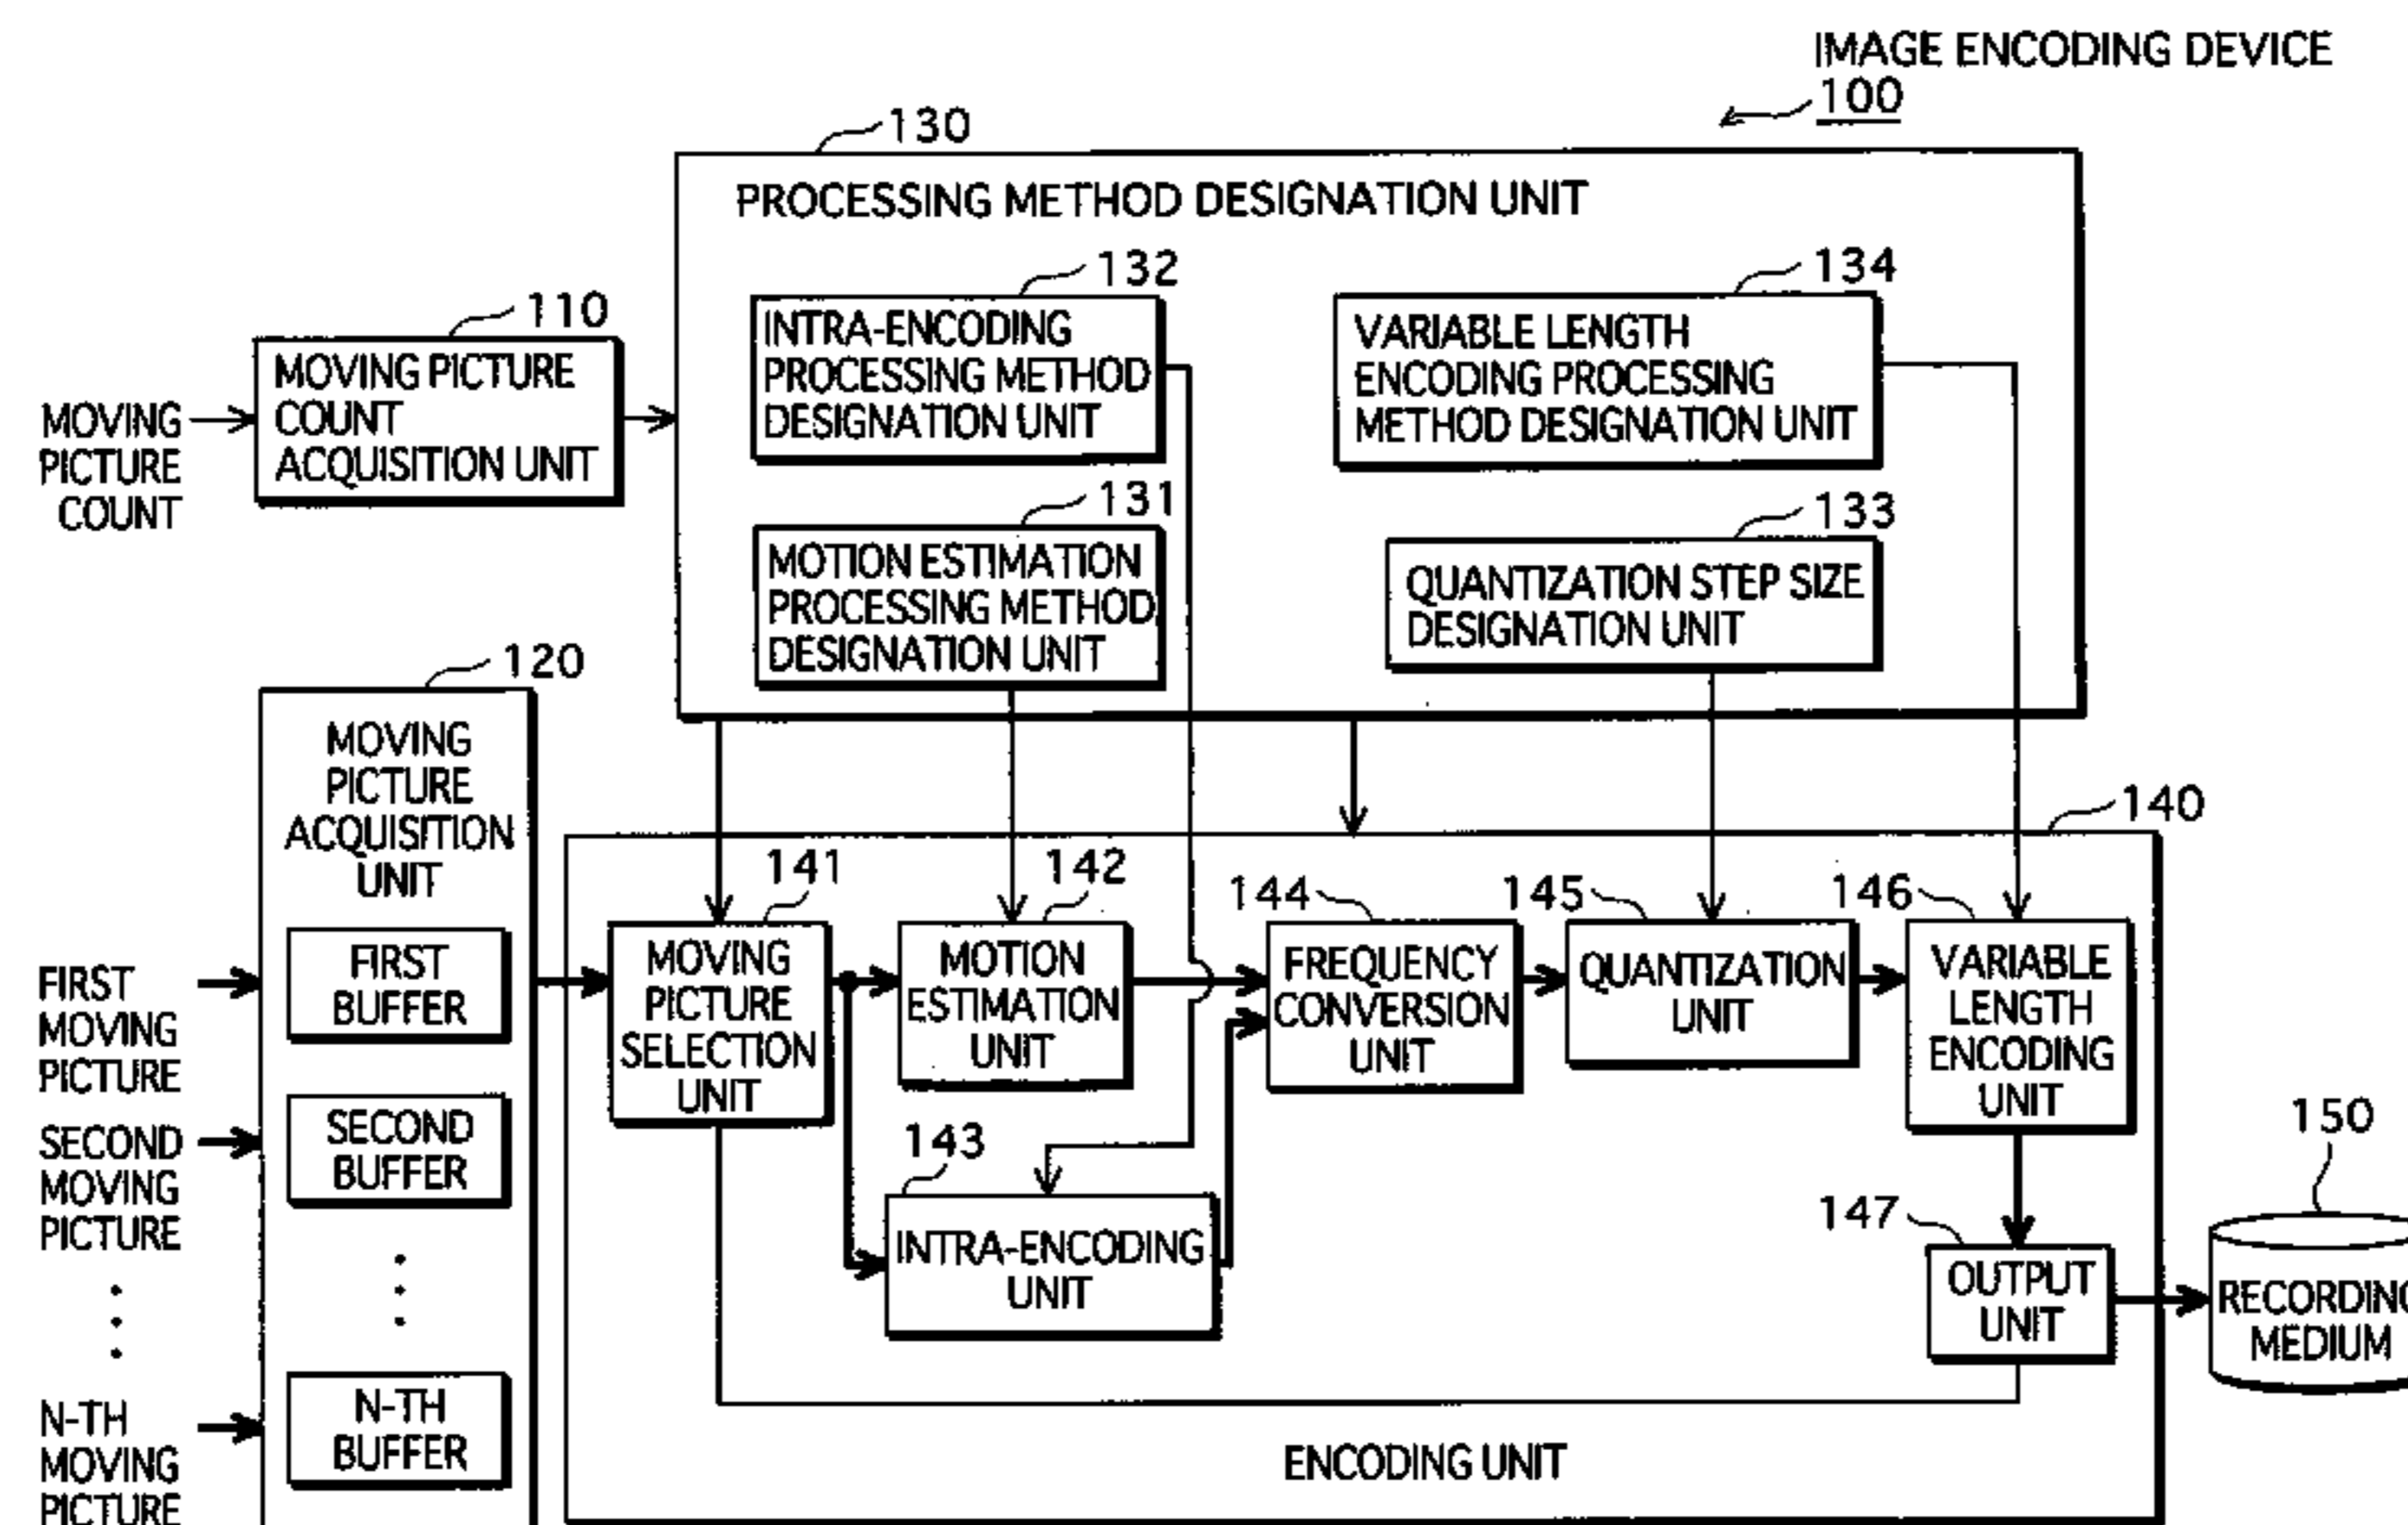 IMAGE ENCODING DEVICE
100
130
PROCESSING METHOD DESIGNATION UNIT
132
INTRA-ENCODING
PROCESSING METHOD
DESIGNATION UNIT
134
VARIABLE LENGTH
ENCODING PROCESSING
METHOD DESIGNATION UNIT
110
MOVING PICTURE
COUNT
ACQUISITION UNIT
MOVING
PICTURE
COUNT
131
MOTION ESTIMATION
PROCESSING METHOD
DESIGNATION UNIT
133
QUANTIZATION STEP SIZE
DESIGNATION UNIT
120
MOVING
PICTURE
ACQUISITION
UNIT
FIRST
MOVING
PICTURE
FIRST
BUFFER
SECOND
MOVING
PICTURE
SECOND
BUFFER
N-TH
MOVING
PICTURE
N-TH
BUFFER
140
141
MOVING
PICTURE
SELECTION
UNIT
142
MOTION
ESTIMATION
UNIT
143
INTRA-ENCODING
UNIT
144
FREQUENCY
CONVERSION
UNIT
145
QUANTIZATION
UNIT
146
VARIABLE
LENGTH
ENCODING
UNIT
147
OUTPUT
UNIT
150
RECORDING
MEDIUM
ENCODING UNIT